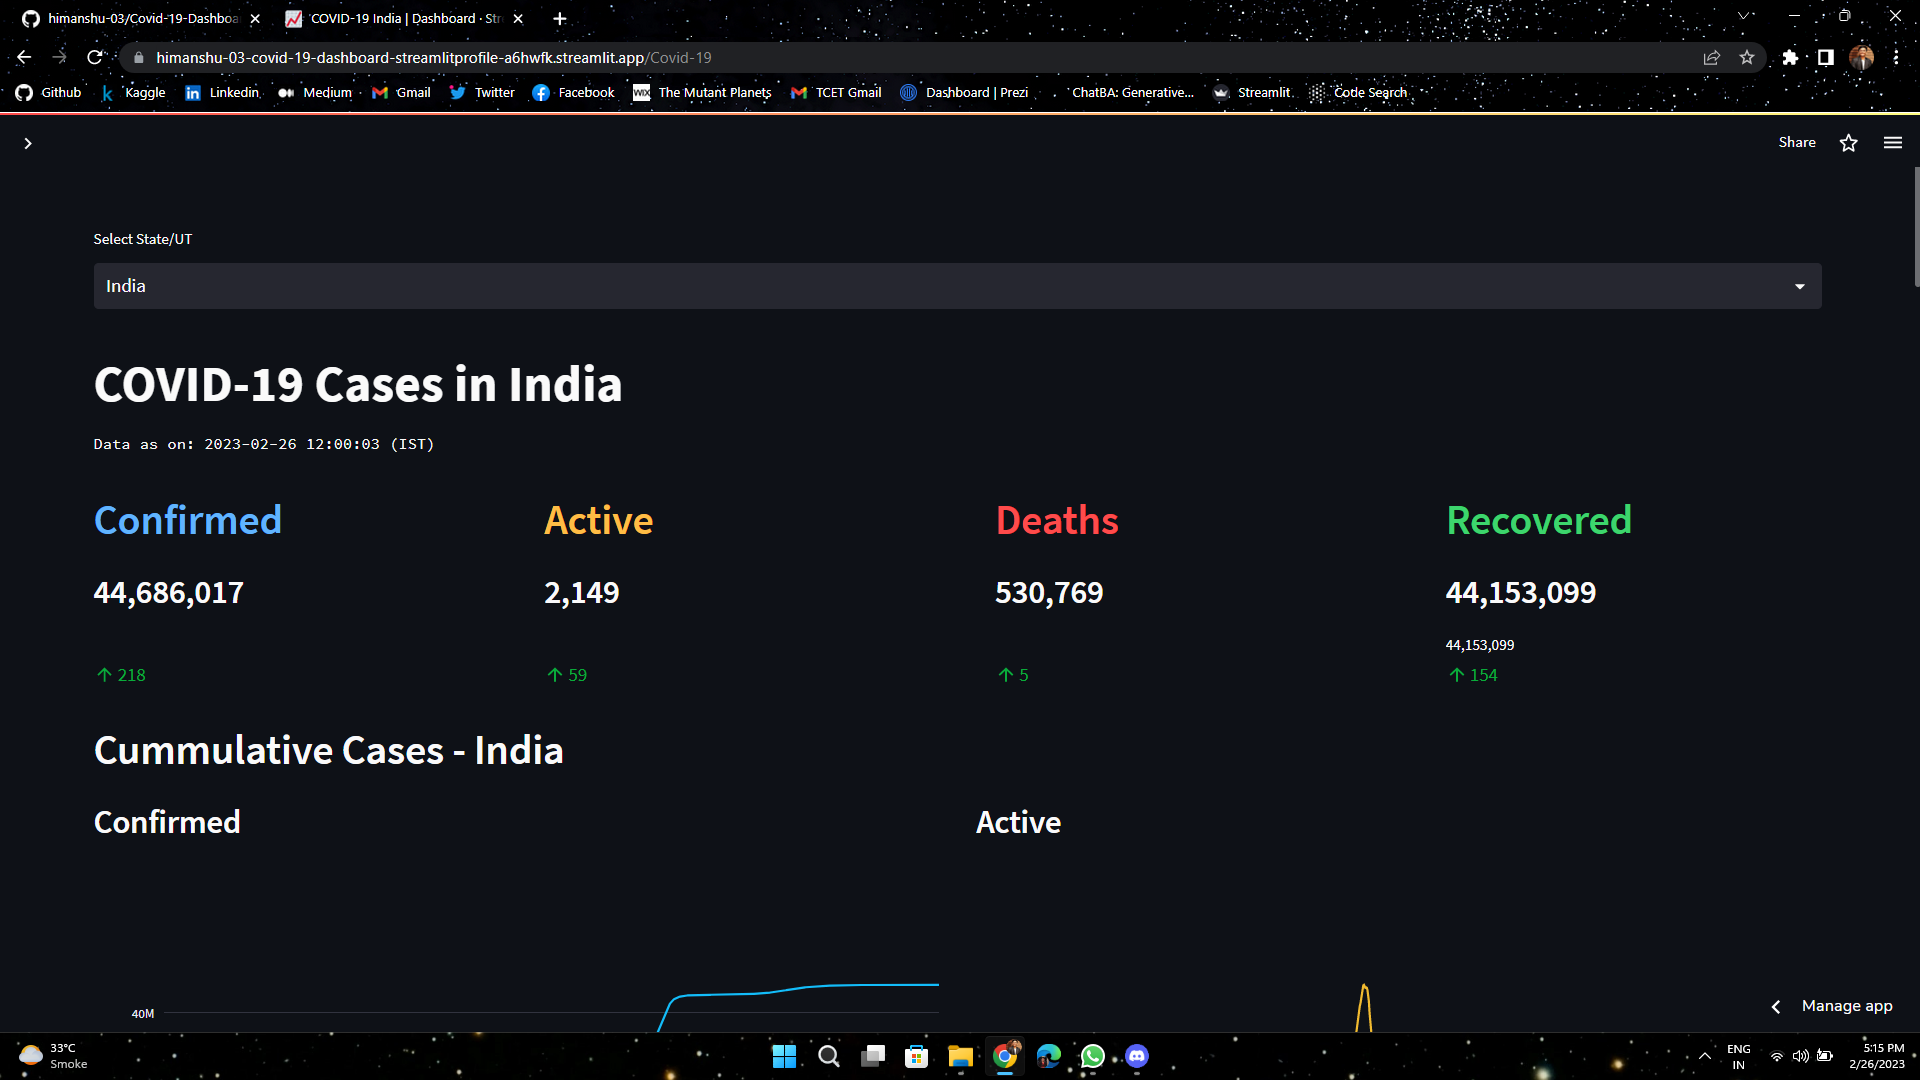 himanshu-03/Covid-19-Dashboa
COVID-19 India | Dashboard · Str
himanshu-03-covid-19-dashboard-streamlitprofile-a6hwfk.streamlit.app/Covid-19
Github Kaggle Linkedin Medium Gmail Twitter Facebook WIX The Mutant Planets TCET Gmail Dashboard | Prezi ChatBA: Generative... Streamlit Code Search
Share
Select State/UT
India
COVID-19 Cases in India
Data as on: 2023-02-26 12:00:03 (IST)
Confirmed Active Deaths Recovered
44,686,017 2,149 530,769 44,153,099
44,153,099
↑ 218 ↑ 59 ↑ 5 ↑ 154
Cummulative Cases - India
Confirmed Active
40M
Manage app
33°C
Smoke
ENG
IN
5:15 PM
2/26/2023